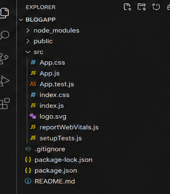 EXPLORER
BLOGAPP
node_modules
public
src
App.css
App.js
App.test.js
index.css
index.js
logo.svg
reportWebVitals.js
setupTests.js
.gitignore
package-lock.json
package.json
README.md